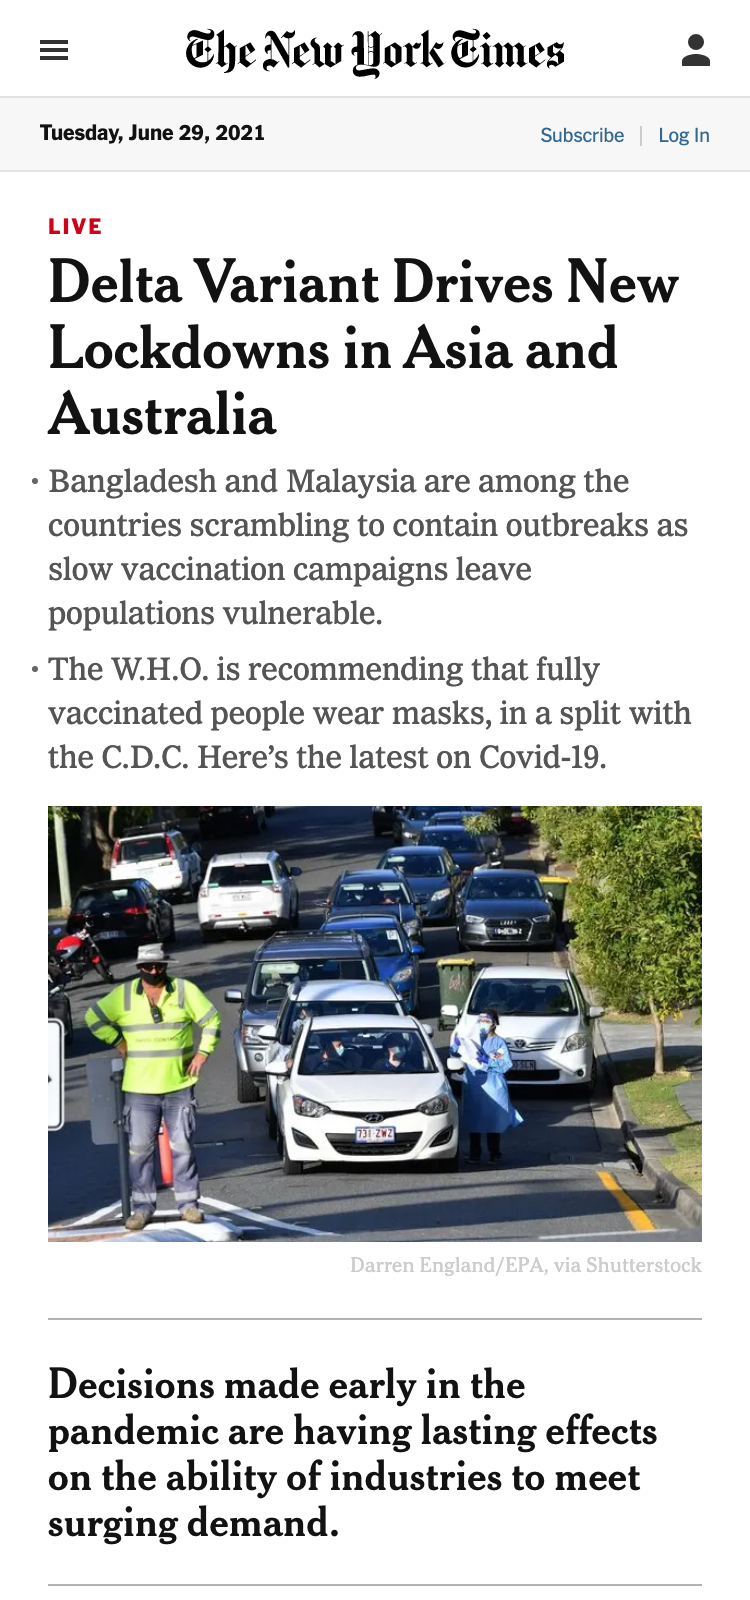 The New York Times
Tuesday, June 29, 2021
Subscribe | Log In
LIVE
Delta Variant Drives New
Lockdowns in Asia and
Australia
• Bangladesh and Malaysia are among the
countries scrambling to contain outbreaks as
slow vaccination campaigns leave
populations vulnerable.
• The W.H.O. is recommending that fully
vaccinated people wear masks, in a split with
the C.D.C. Here’s the latest on Covid-19.
731 ZWZ
Darren England/EPA, via Shutterstock
Decisions made early in the
pandemic are having lasting effects
on the ability of industries to meet
surging demand.